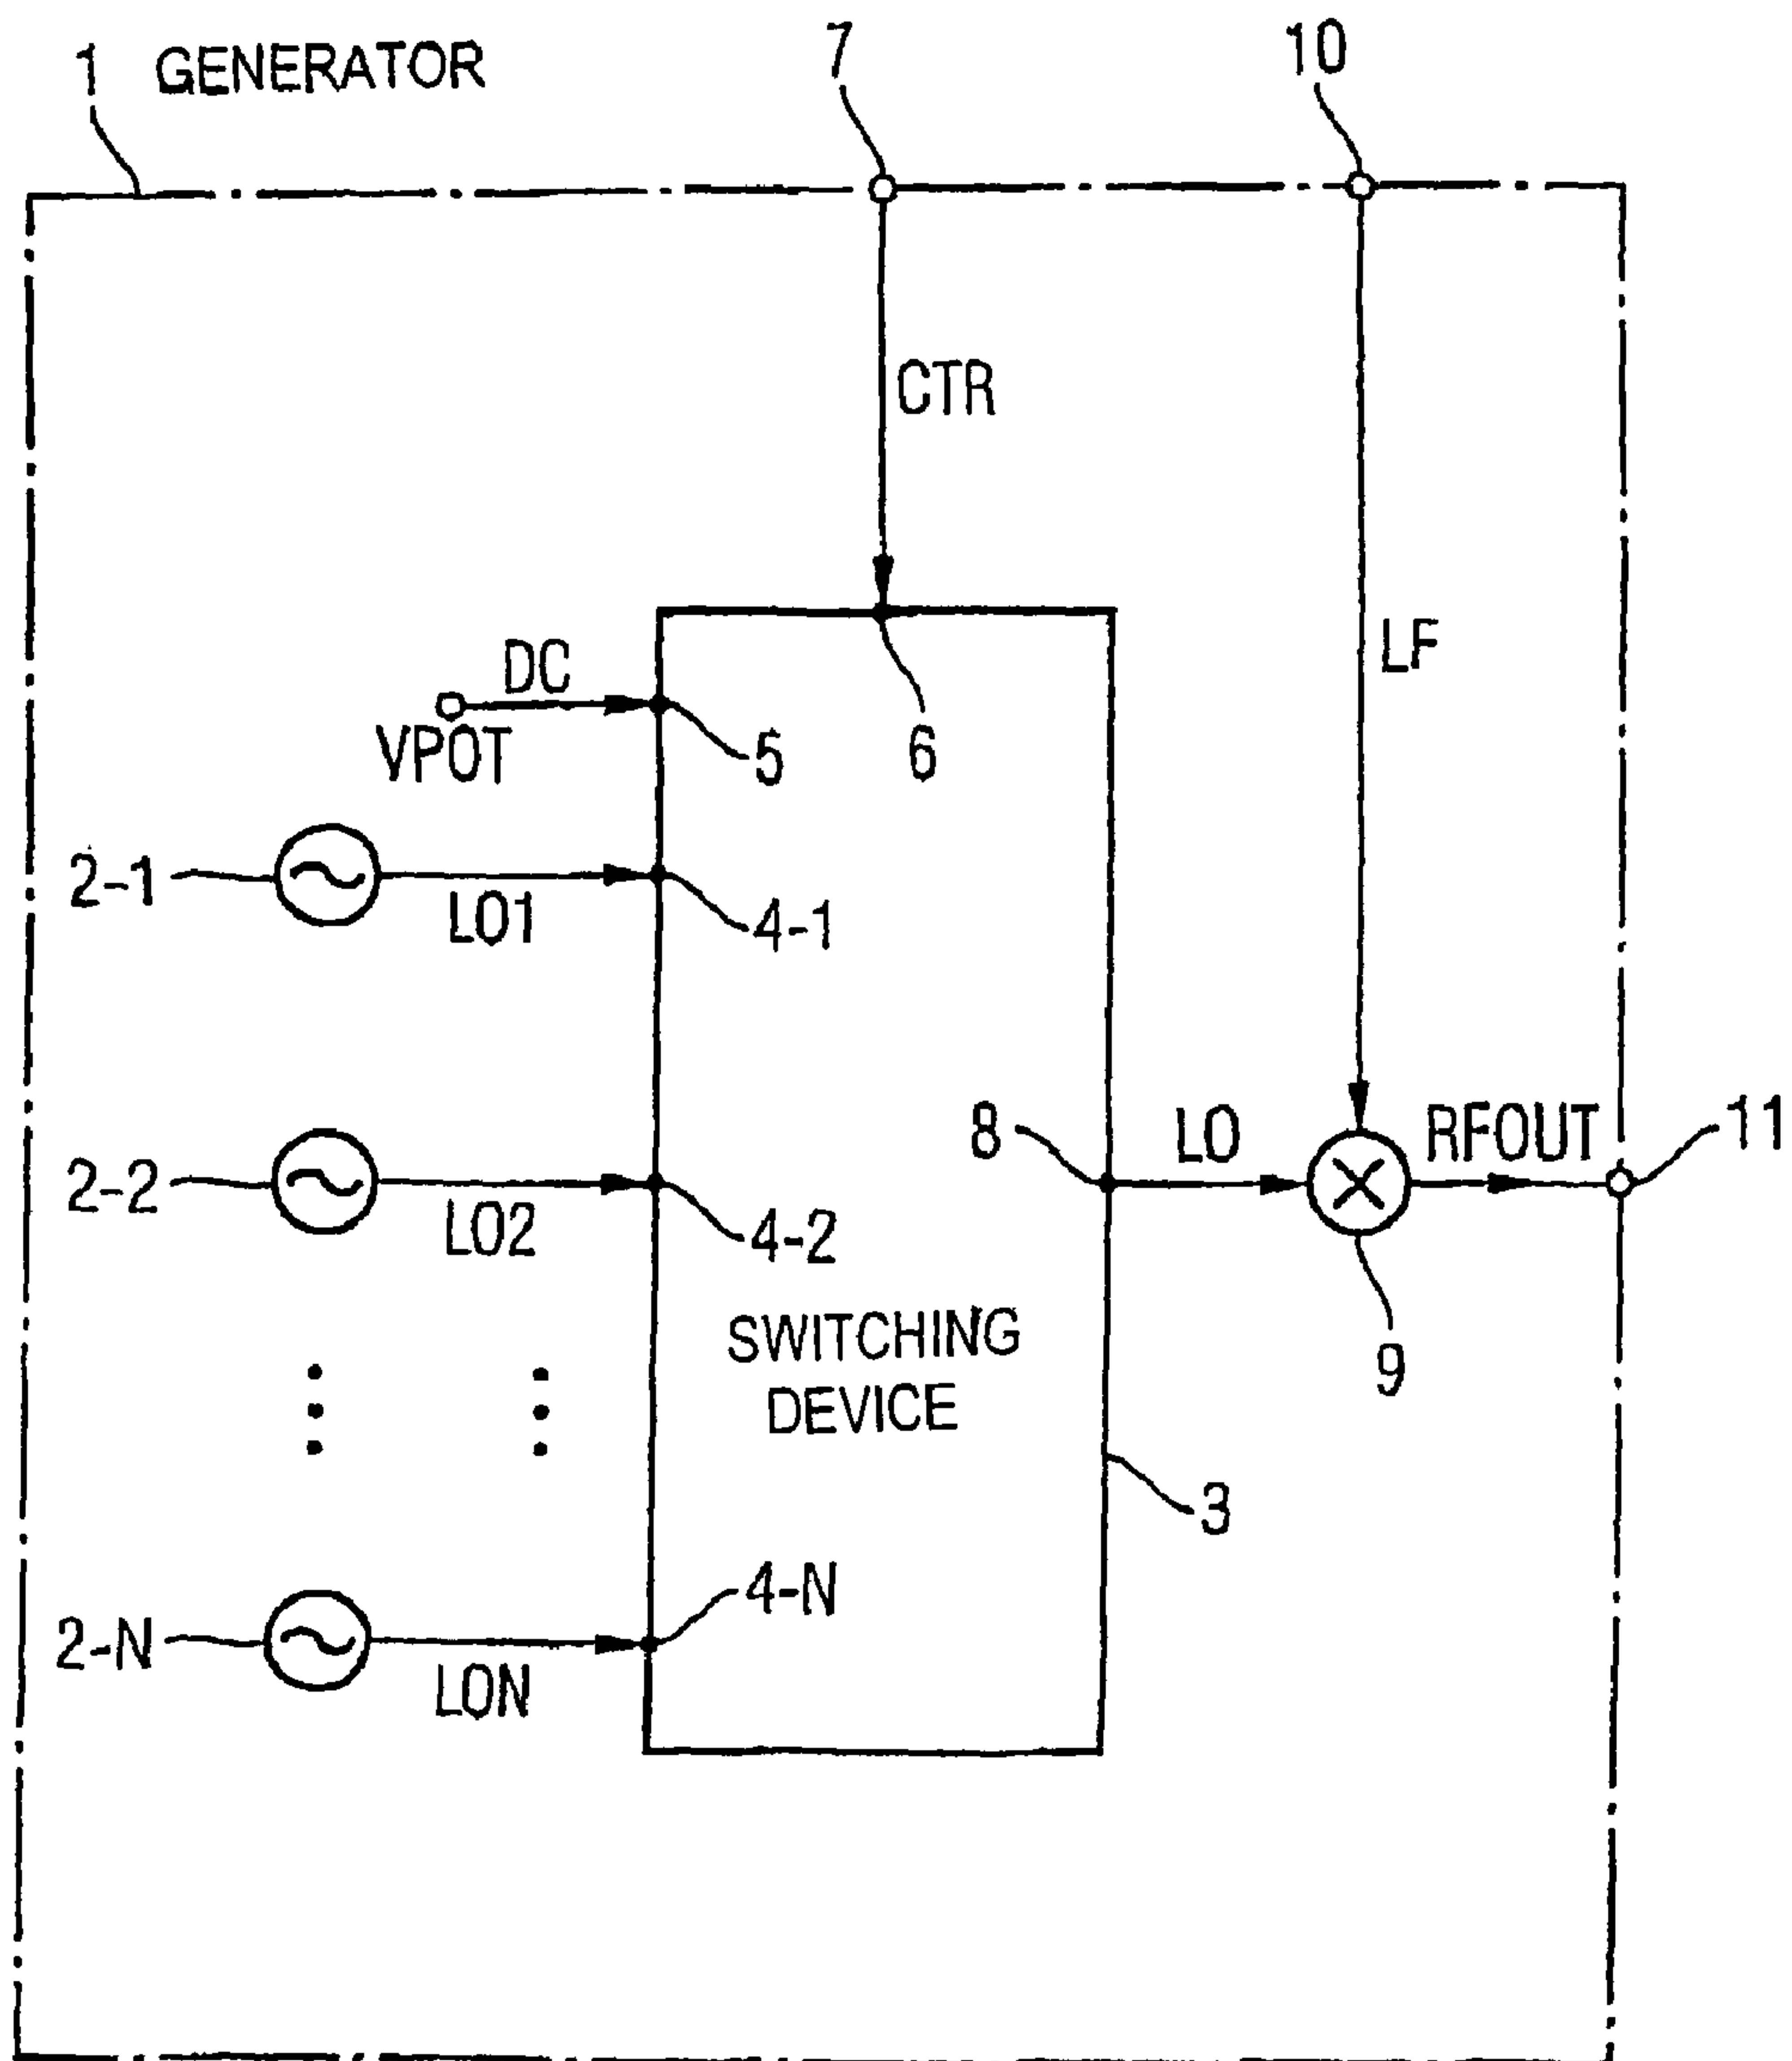 1 GENERATOR
7
10
CTR
DC
VPOT
LF
5
6
2-1
LO1
4-1
8
LO
RFOUT
11
2-2
LO2
4-2
SWITCHING
DEVICE
9
3
4-N
2-N
LON